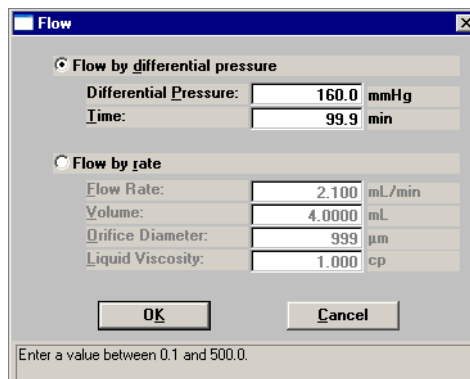 Flow
Flow by differential pressure
Differential Pressure: 160.0 mmHg
Time: 99.9 min
Flow by rate
Flow Rate: 2.100 mL/min
Volume: 4.0000 mL
Orifice Diameter: 999 µm
Liquid Viscosity: 1.000 cp
OK Cancel
Enter a value between 0.1 and 500.0.